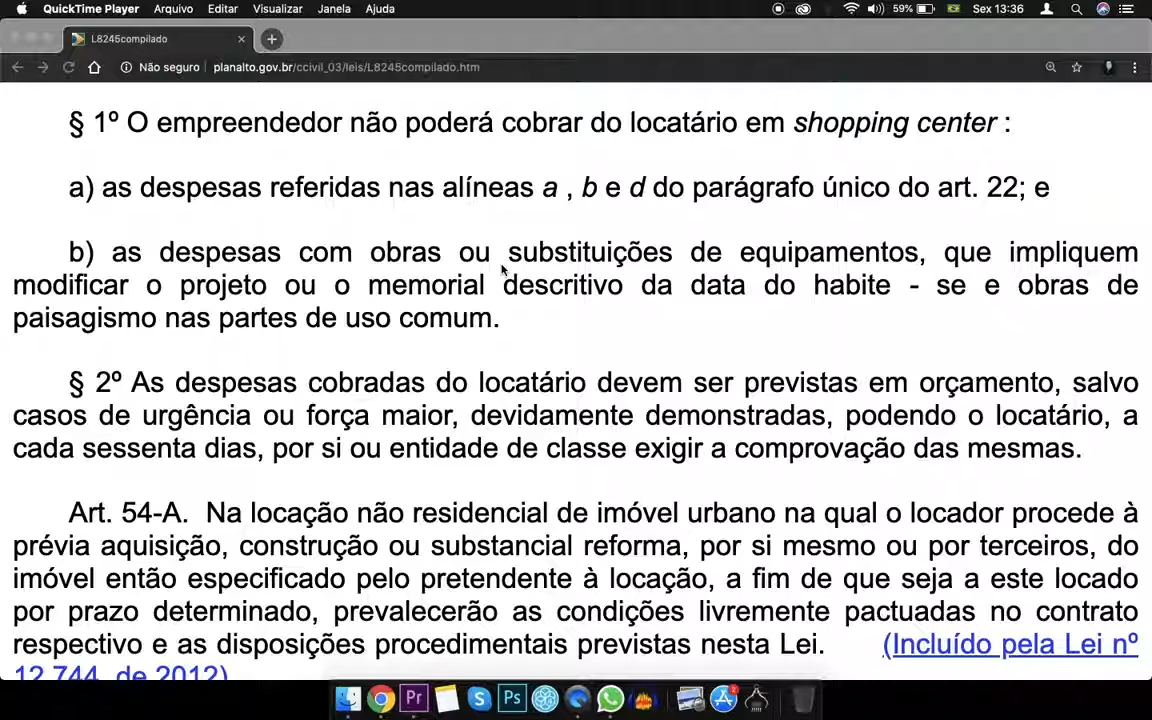 QuickTime Player Arquivo Editar Visualizar Janela Ajuda 59% Sex 13:36
L8245compilado
Não seguro planalto.gov.br/ccivil_03/leis/L8245compilado.htm
§ 1º O empreendedor não poderá cobrar do locatário em shopping center :
a) as despesas referidas nas alíneas a , b e d do parágrafo único do art. 22; e
b) as despesas com obras ou substituições de equipamentos, que impliquem
modificar o projeto ou o memorial descritivo da data do habite - se e obras de
paisagismo nas partes de uso comum.
§ 2º As despesas cobradas do locatário devem ser previstas em orçamento, salvo
casos de urgência ou força maior, devidamente demonstradas, podendo o locatário, a
cada sessenta dias, por si ou entidade de classe exigir a comprovação das mesmas.
Art. 54-A. Na locação não residencial de imóvel urbano na qual o locador procede à
prévia aquisição, construção ou substancial reforma, por si mesmo ou por terceiros, do
imóvel então especificado pelo pretendente à locação, a fim de que seja a este locado
por prazo determinado, prevalecerão as condições livremente pactuadas no contrato
respectivo e as disposições procedimentais previstas nesta Lei. (Incluído pela Lei nº
12.744, de 2012)
Pr S Ps 2